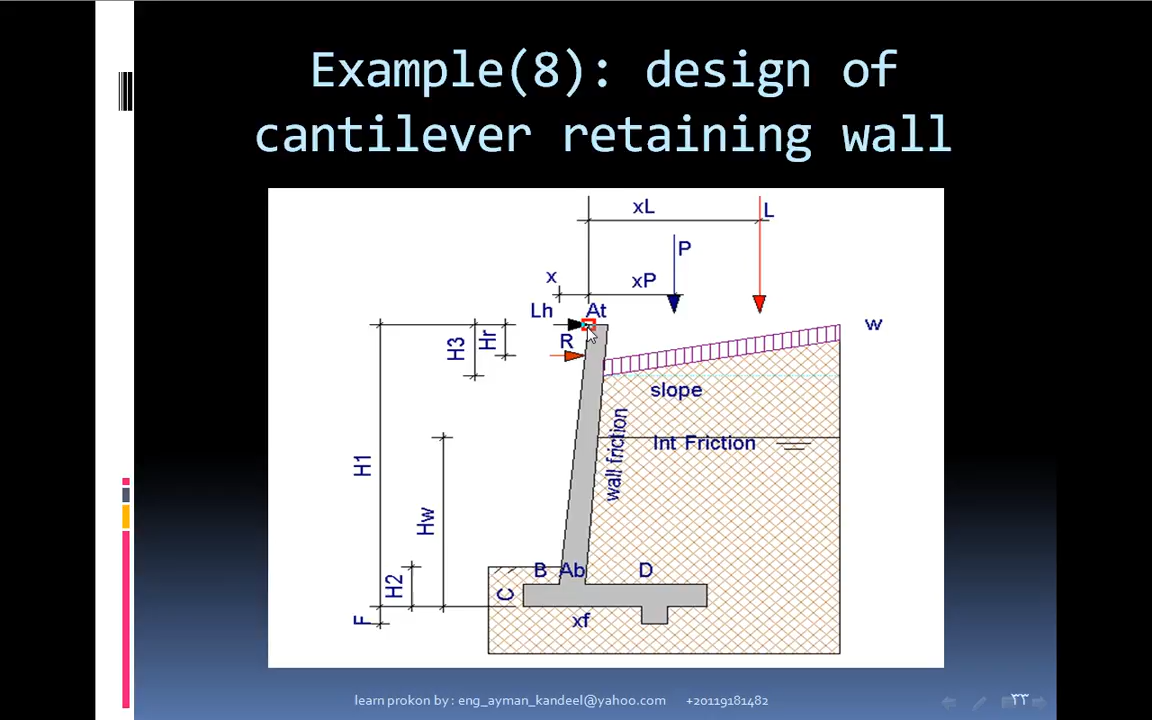 Example(8): design of
cantilever retaining wall
xL
L
P
x
xP
Lh
At
w
R
Hr
H3
slope
wall friction
Int Friction
H1
Hw
B
Ab
D
H2
C
F
xf
learn prokon by : eng_ayman_kandeel@yahoo.com +20119181482
٣٣